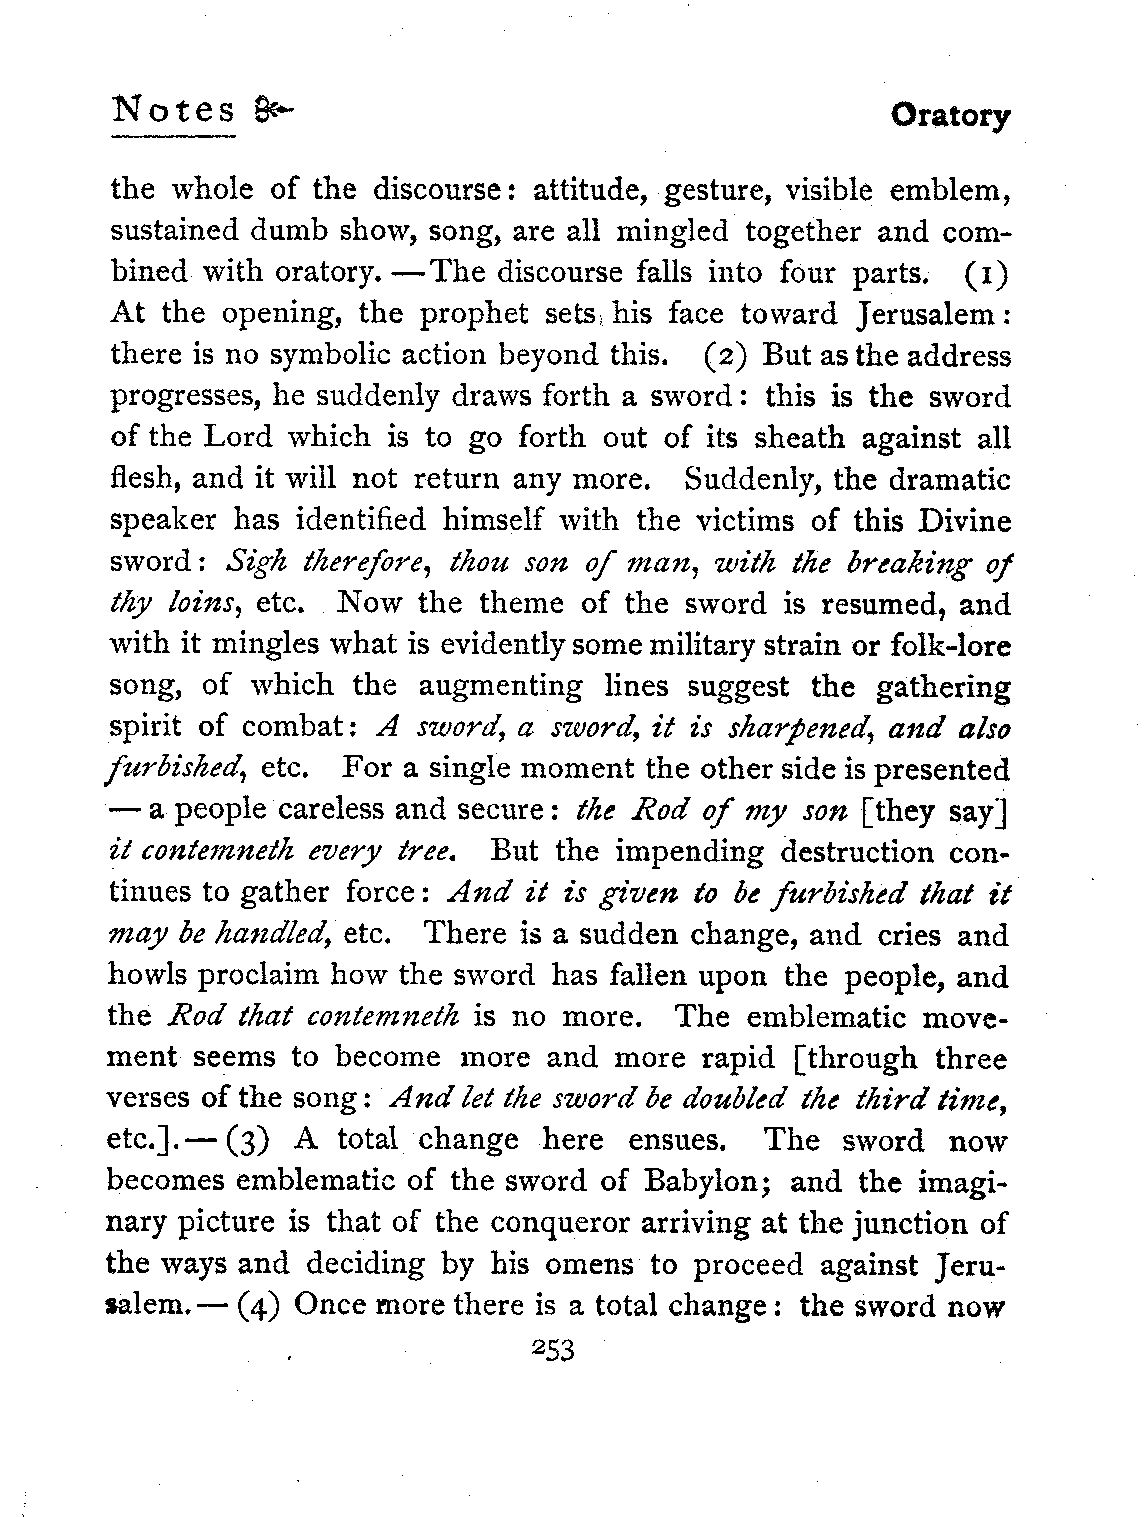 Notes
Oratory
the whole of the discourse: attitude, gesture, visible emblem,
sustained dumb show, song, are all mingled together and com-
bined with oratory. —The discourse falls into four parts. (1)
At the opening, the prophet sets his face toward Jerusalem:
there is no symbolic action beyond this. (2) But as the address
progresses, he suddenly draws forth a sword: this is the sword
of the Lord which is to go forth out of its sheath against all
flesh, and it will not return any more. Suddenly, the dramatic
speaker has identified himself with the victims of this Divine
sword: Sigh therefore, thou son of man, with the breaking of
thy loins, etc. Now the theme of the sword is resumed, and
with it mingles what is evidently some military strain or folk-lore
song, of which the augmenting lines suggest the gathering
spirit of combat: A sword, a sword, it is sharpened, and also
furbished, etc. For a single moment the other side is presented
— a people careless and secure: the Rod of my son [they say]
it contemneth every tree. But the impending destruction con-
tinues to gather force: And it is given to be furbished that it
may be handled, etc. There is a sudden change, and cries and
howls proclaim how the sword has fallen upon the people, and
the Rod that contemneth is no more. The emblematic move-
ment seems to become more and more rapid [through three
verses of the song: And let the sword be doubled the third time,
etc.].— (3) A total change here ensues. The sword now
becomes emblematic of the sword of Babylon; and the imagi-
nary picture is that of the conqueror arriving at the junction of
the ways and deciding by his omens to proceed against Jeru-
salem.— (4) Once more there is a total change: the sword now
253